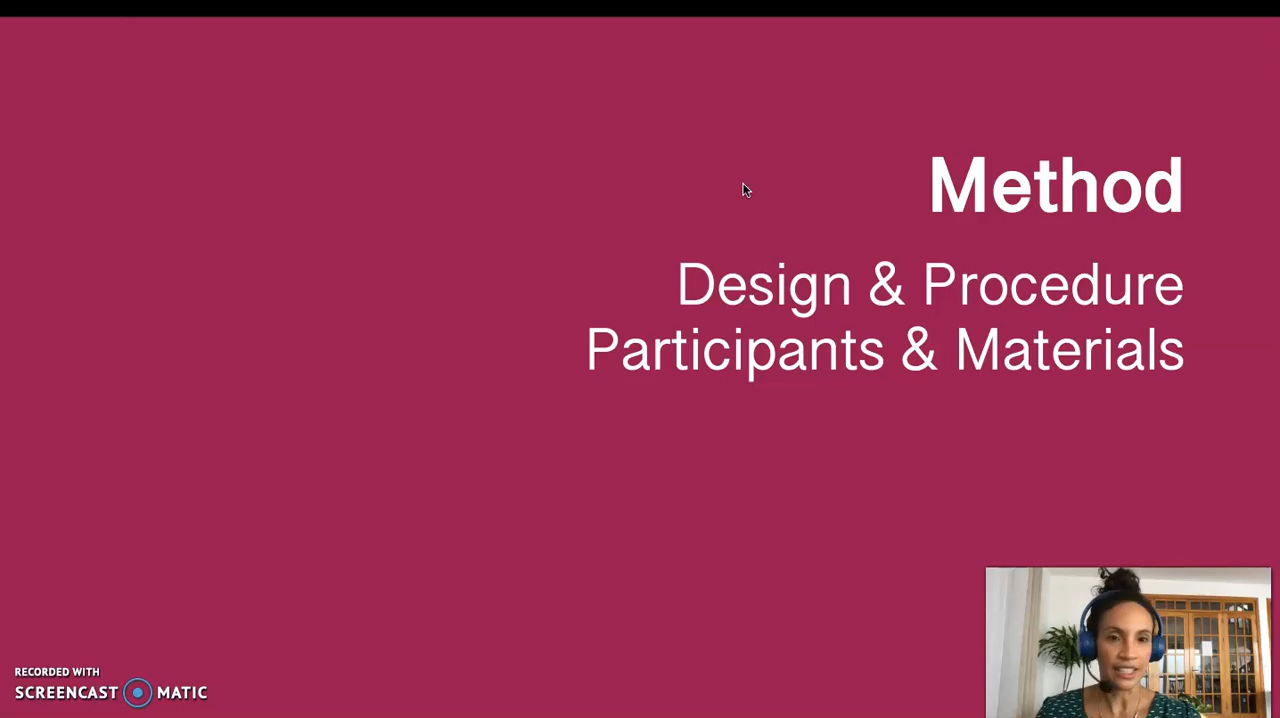 Method
Design & Procedure
Participants & Materials
RECORDED WITH
SCREENCAST MATIC